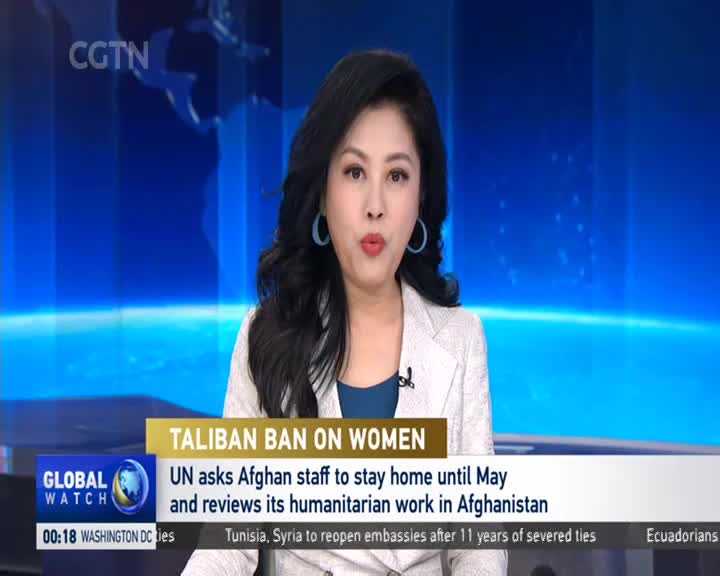 CGTN
TALIBAN BAN ON WOMEN
UN asks Afghan staff to stay home until May
and reviews its humanitarian work in Afghanistan
GLOBAL
WATCH
00:18 WASHINGTON DC
ies Tunisia, Syria to reopen embassies after 11 years of severed ties Ecuadorians